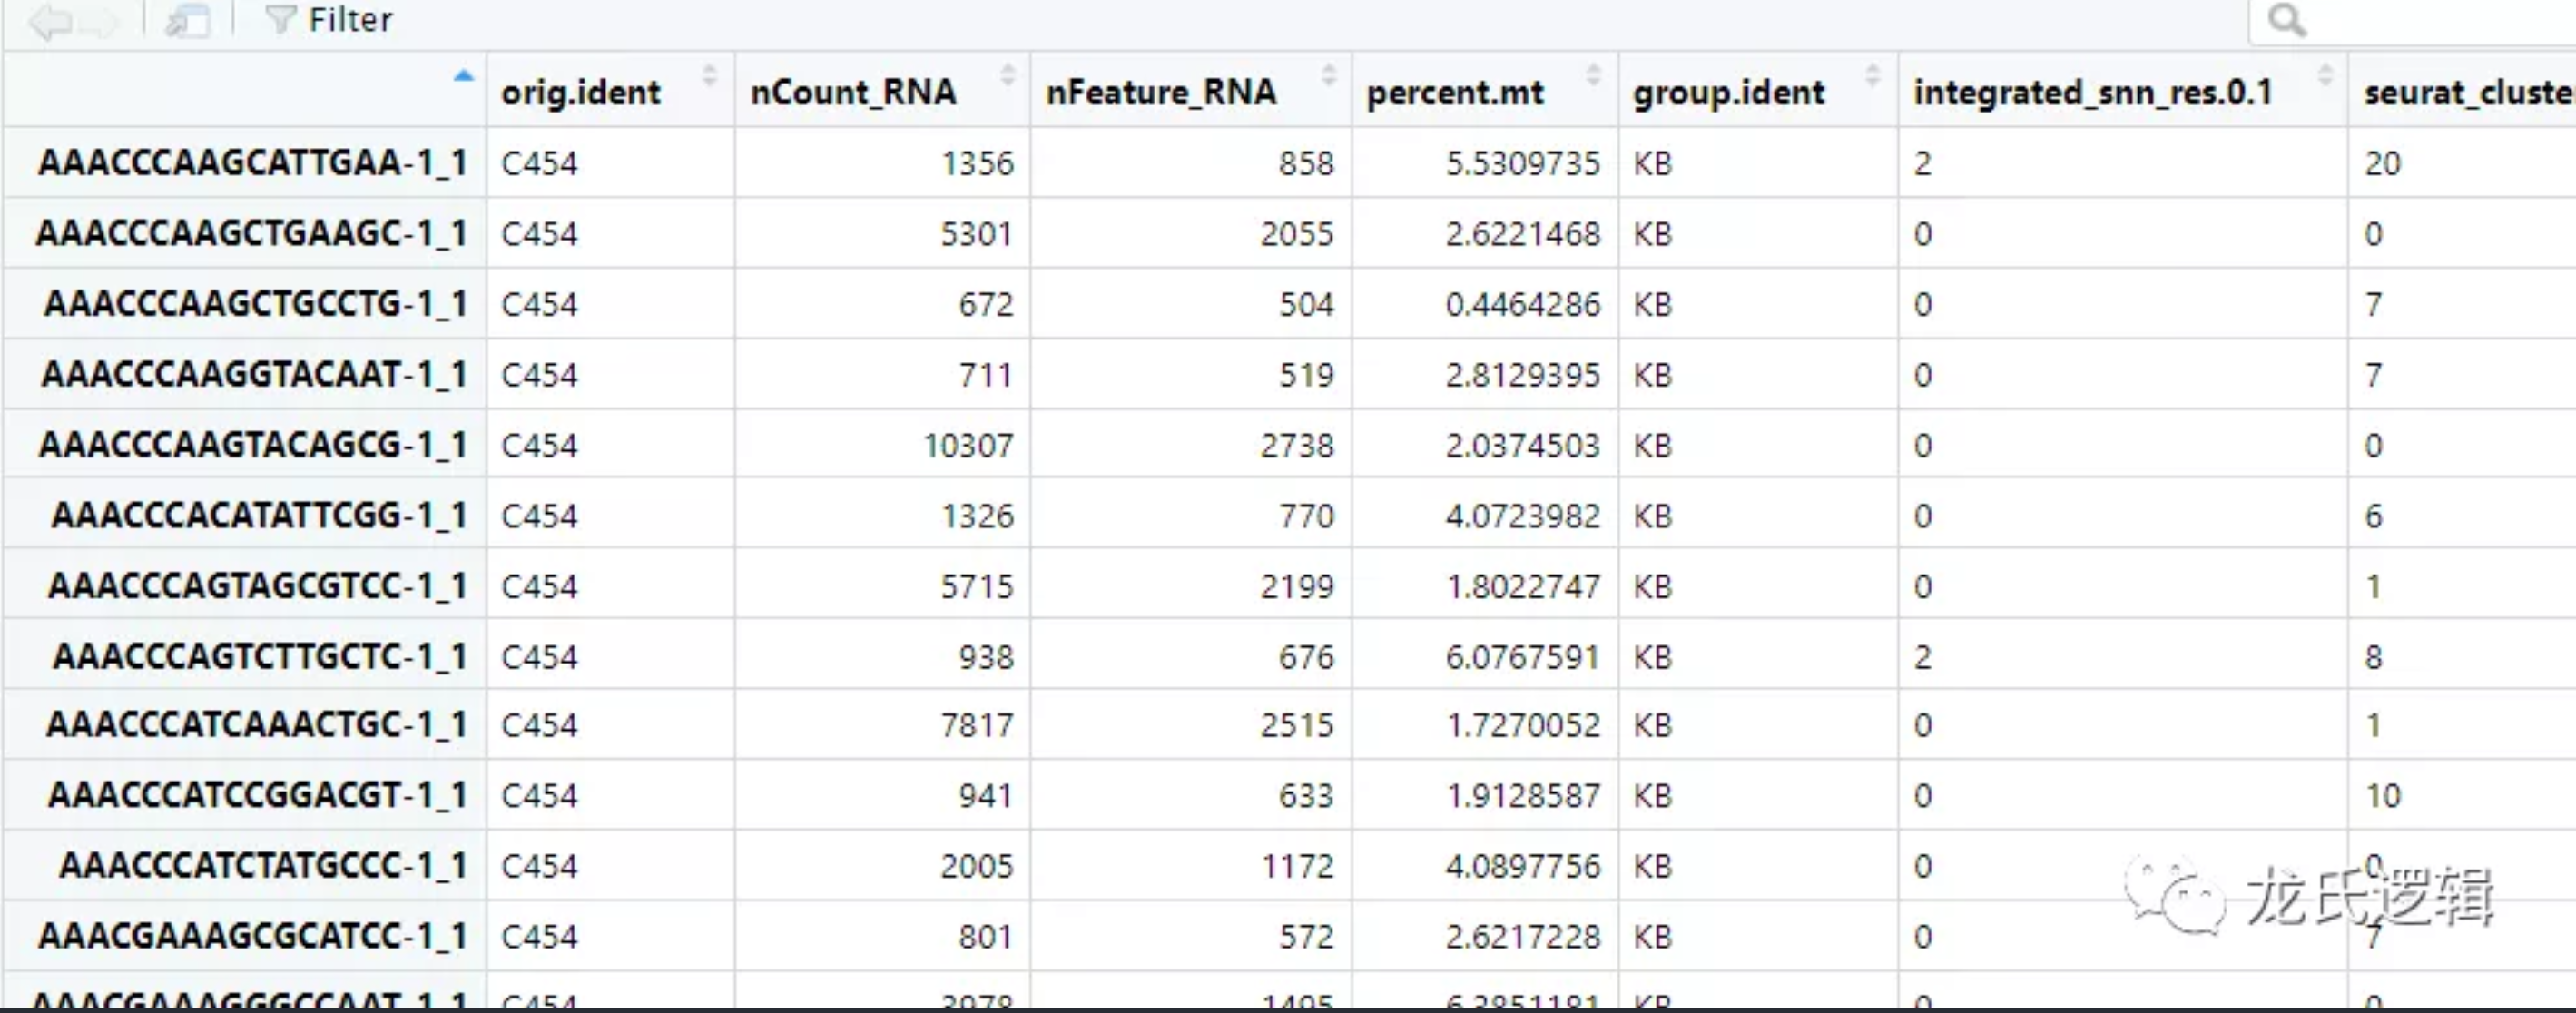 Filter
orig.ident nCount_RNA nFeature_RNA percent.mt group.ident integrated_snn_res.0.1 seurat_cluste
AAACCCAAGCATTGAA-1_1 C454 1356 858 5.5309735 KB 2 20
AAACCCAAGCTGAAGC-1_1 C454 5301 2055 2.6221468 KB 0 0
AAACCCAAGCTGCCTG-1_1 C454 672 504 0.4464286 KB 0 7
AAACCCAAGGTACAAT-1_1 C454 711 519 2.8129395 KB 0 7
AAACCCAAGTACAGCG-1_1 C454 10307 2738 2.0374503 KB 0 0
AAACCCACATATTCGG-1_1 C454 1326 770 4.0723982 KB 0 6
AAACCCAGTAGCGTCC-1_1 C454 5715 2199 1.8022747 KB 0 1
AAACCCAGTCTTGCTC-1_1 C454 938 676 6.0767591 KB 2 8
AAACCCATCAAACTGC-1_1 C454 7817 2515 1.7270052 KB 0 1
AAACCCATCCGGACGT-1_1 C454 941 633 1.9128587 KB 0 10
AAACCCATCTATGCCC-1_1 C454 2005 1172 4.0897756 KB 0 0
龙氏逻辑
AAACGAAAGCGCATCC-1_1 C454 801 572 2.6217228 KB 0 7
AAACGAAAGGGCCAAT-1_1 C454 3978 1495 6.3851181 KB 0 0